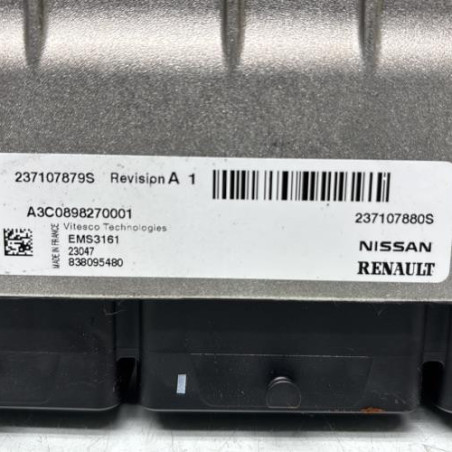 237107879S Revision A 1
A3C0898270001
237107880S
Vitesco Technologies
MADE IN FRANCE
EMS3161
23047
838095480
NISSAN
RENAULT